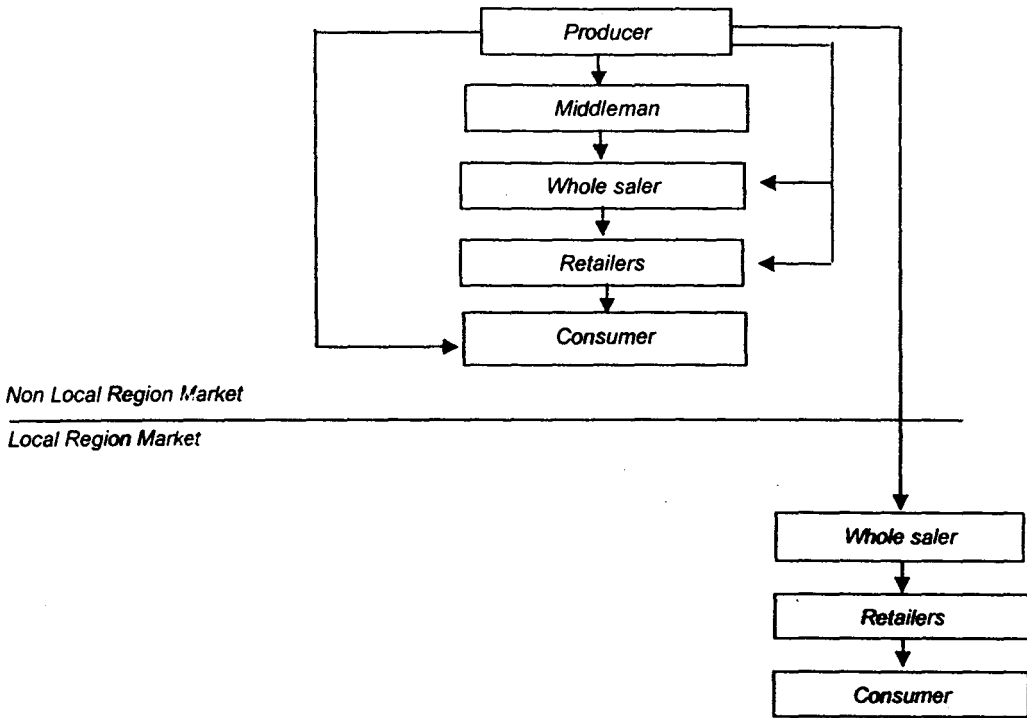 Producer
Middleman
Whole saler
Retailers
Consumer
Non Local Region Market
Local Region Market
Whole saler
Retailers
Consumer